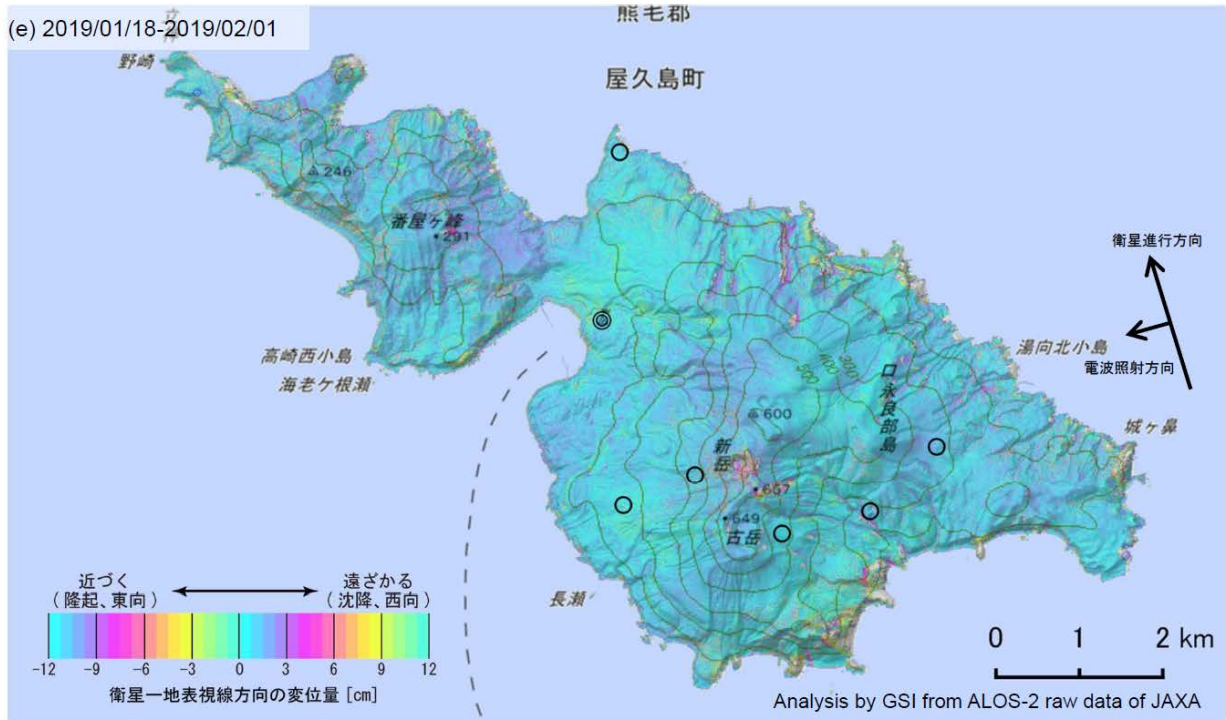 (e) 2019/01/18-2019/02/01
熊毛郡
屋久島町
野崎
246
番屋ヶ峰
291
衛星進行方向
電波照射方向
湯向北小島
高崎西小島
海老ケ根瀬
200
400
500
口永良部島
600
城ヶ鼻
新岳
657
649
古岳
長瀬
近づく
(隆起、東向)
遠ざかる
(沈降、西向)
-12 -9 -6 -3 0 3 6 9 12
衛星―地表視線方向の変位量 [cm]
0 1 2 km
Analysis by GSI from ALOS-2 raw data of JAXA